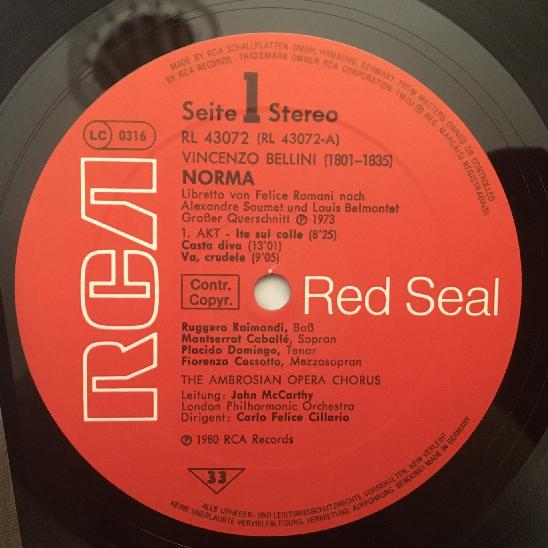 MADE BY RCA SCHALLPLATTEN GMBH, HAMBURG, GERMANY, FROM MASTERS OWNED OR CONTROLLED
BY RCA RECORDS TRADEMARK OWNER RCA CORPORATION TM(S) ® REG. MARCA(S) REGISTRADA(S)
Seite 1 Stereo
LC 0316
RL 43072 (RL 43072-A)
VINCENZO BELLINI (1801–1835)
NORMA
Libretto von Felice Romani nach
Alexandre Soumet und Louis Belmontet
Großer Querschnitt ℗ 1973
1. AKT - Ite sul colle (8'25)
Casta diva (13'01)
Va, crudele (9'05)
Contr.
Copyr.
RCA
Red Seal
Ruggero Raimondi, Baß
Montserrat Caballé, Sopran
Placido Domingo, Tenor
Fiorenza Cossotto, Mezzosopran
THE AMBROSIAN OPERA CHORUS
Leitung: John McCarthy
London Philharmonic Orchestra
Dirigent: Carlo Felice Cillario
℗ 1980 RCA Records
33
ALLE URHEBER- UND LEISTUNGSSCHUTZRECHTE VORBEHALTEN, KEIN VERLEIH!
KEINE UNERLAUBTE VERVIELFÄLTIGUNG, VERMIETUNG, AUFFÜHRUNG, SENDUNG! MADE IN GERMANY